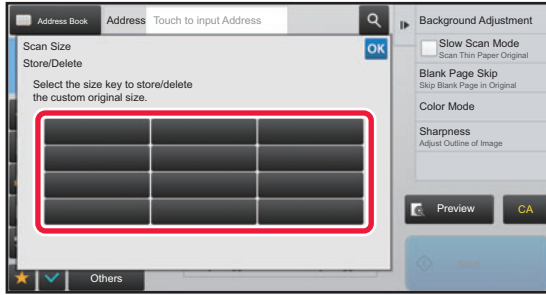 Address Book
Address
Touch to input Address
Scan Size
Store/Delete
OK
Select the size key to store/delete
the custom original size.
Others
Background Adjustment
Slow Scan Mode
Scan Thin Paper Original
Blank Page Skip
Skip Blank Page in Original
Color Mode
Sharpness
Adjust Outline of Image
Preview
CA
Start